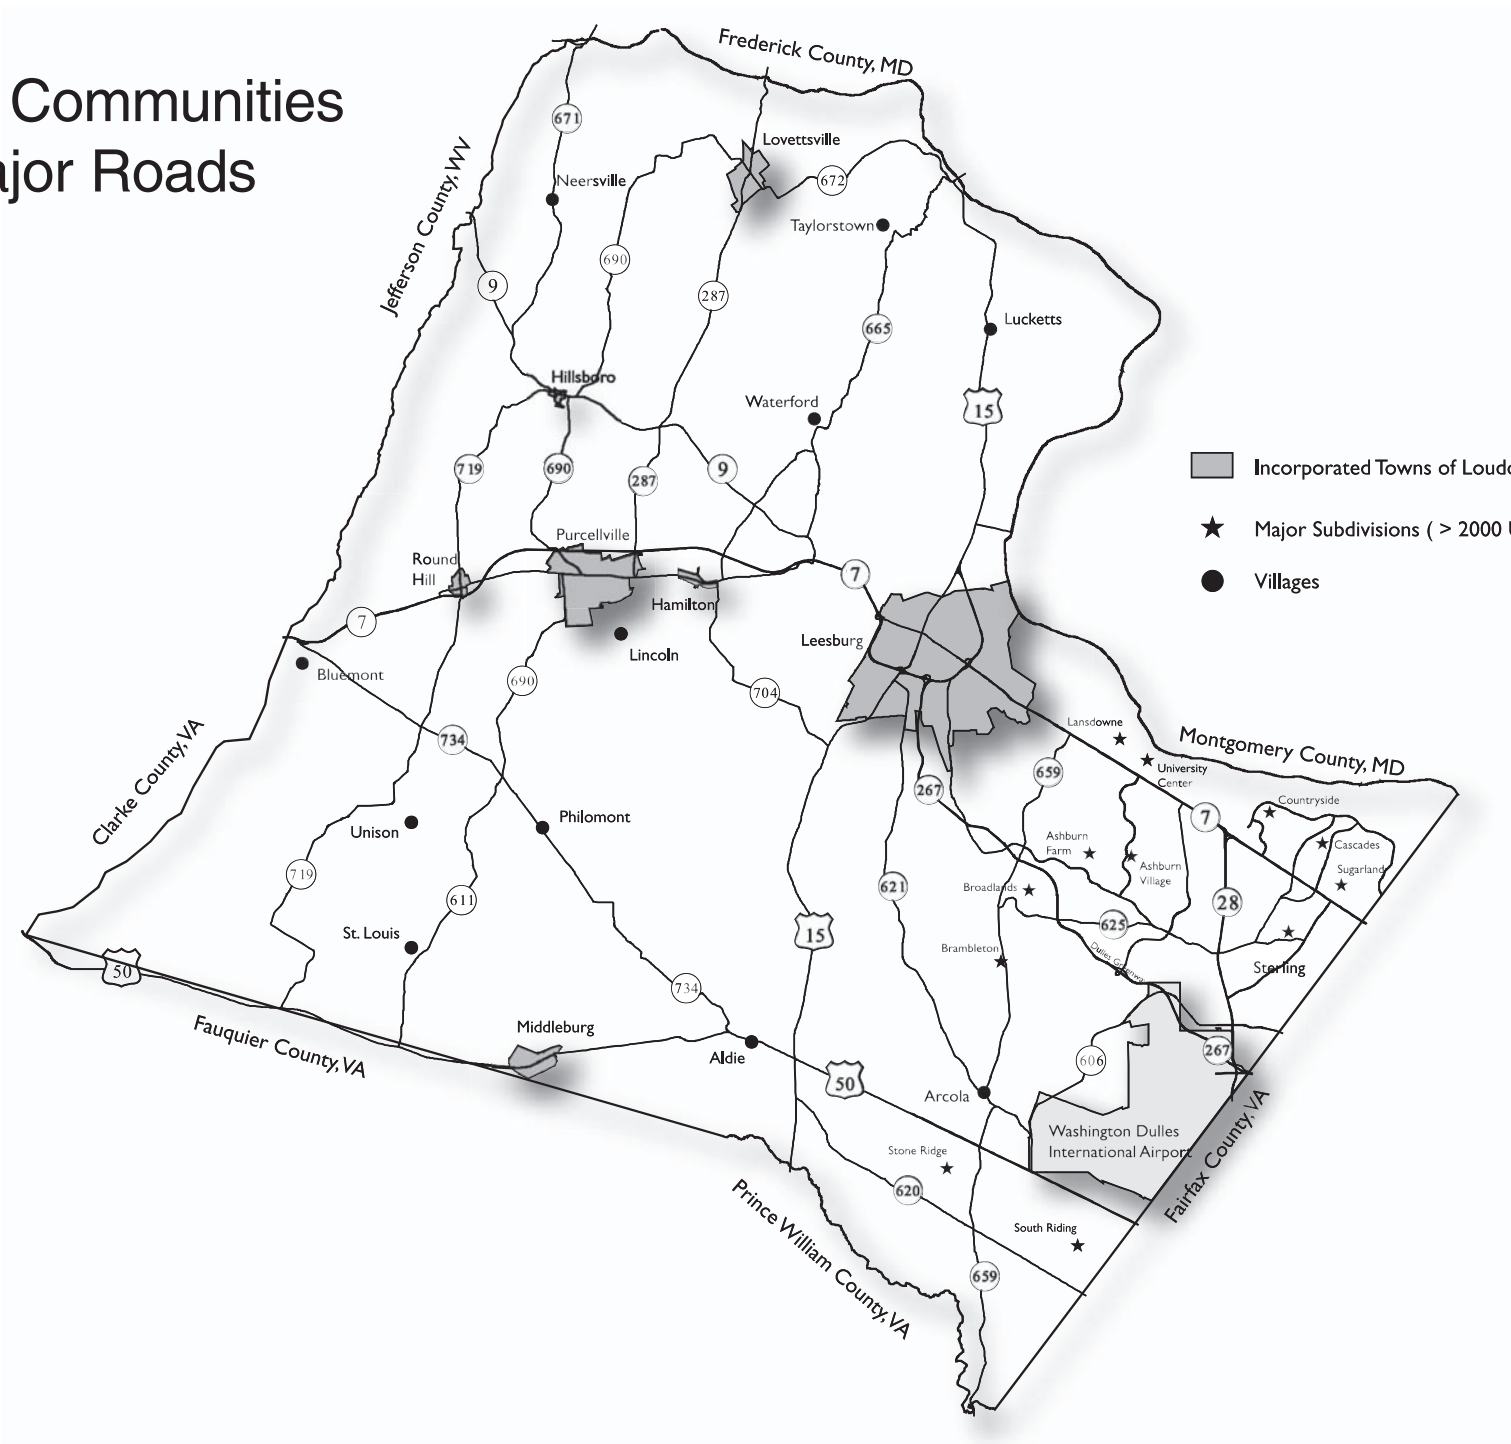 Communities
ajor Roads
Frederick County, MD
Jefferson County, WV
671
Lovettsville
Neersville
672
Taylorstown
690
9
287
665
Lucketts
Hillsboro
Waterford
15
719
690
287
9
Incorporated Towns of Loud
Major Subdivisions ( > 2000
Villages
Purcellville
Round
Hill
7
Hamilton
7
Leesburg
Lincoln
Bluemont
690
704
Lansdowne
Clarke County, VA
734
Montgomery County, MD
University
Center
659
267
Countryside
7
Philomont
Unison
Ashburn
Farm
Cascades
Ashburn
Village
Sugarland
719
621
Broadlands
611
28
625
St. Louis
15
Brambleton
Dulles Greenway
Sterling
50
734
Fauquier County, VA
Middleburg
Aldie
606
267
50
Arcola
Washington Dulles
International Airport
Stone Ridge
620
Fairfax County, VA
Prince William County, VA
South Riding
659